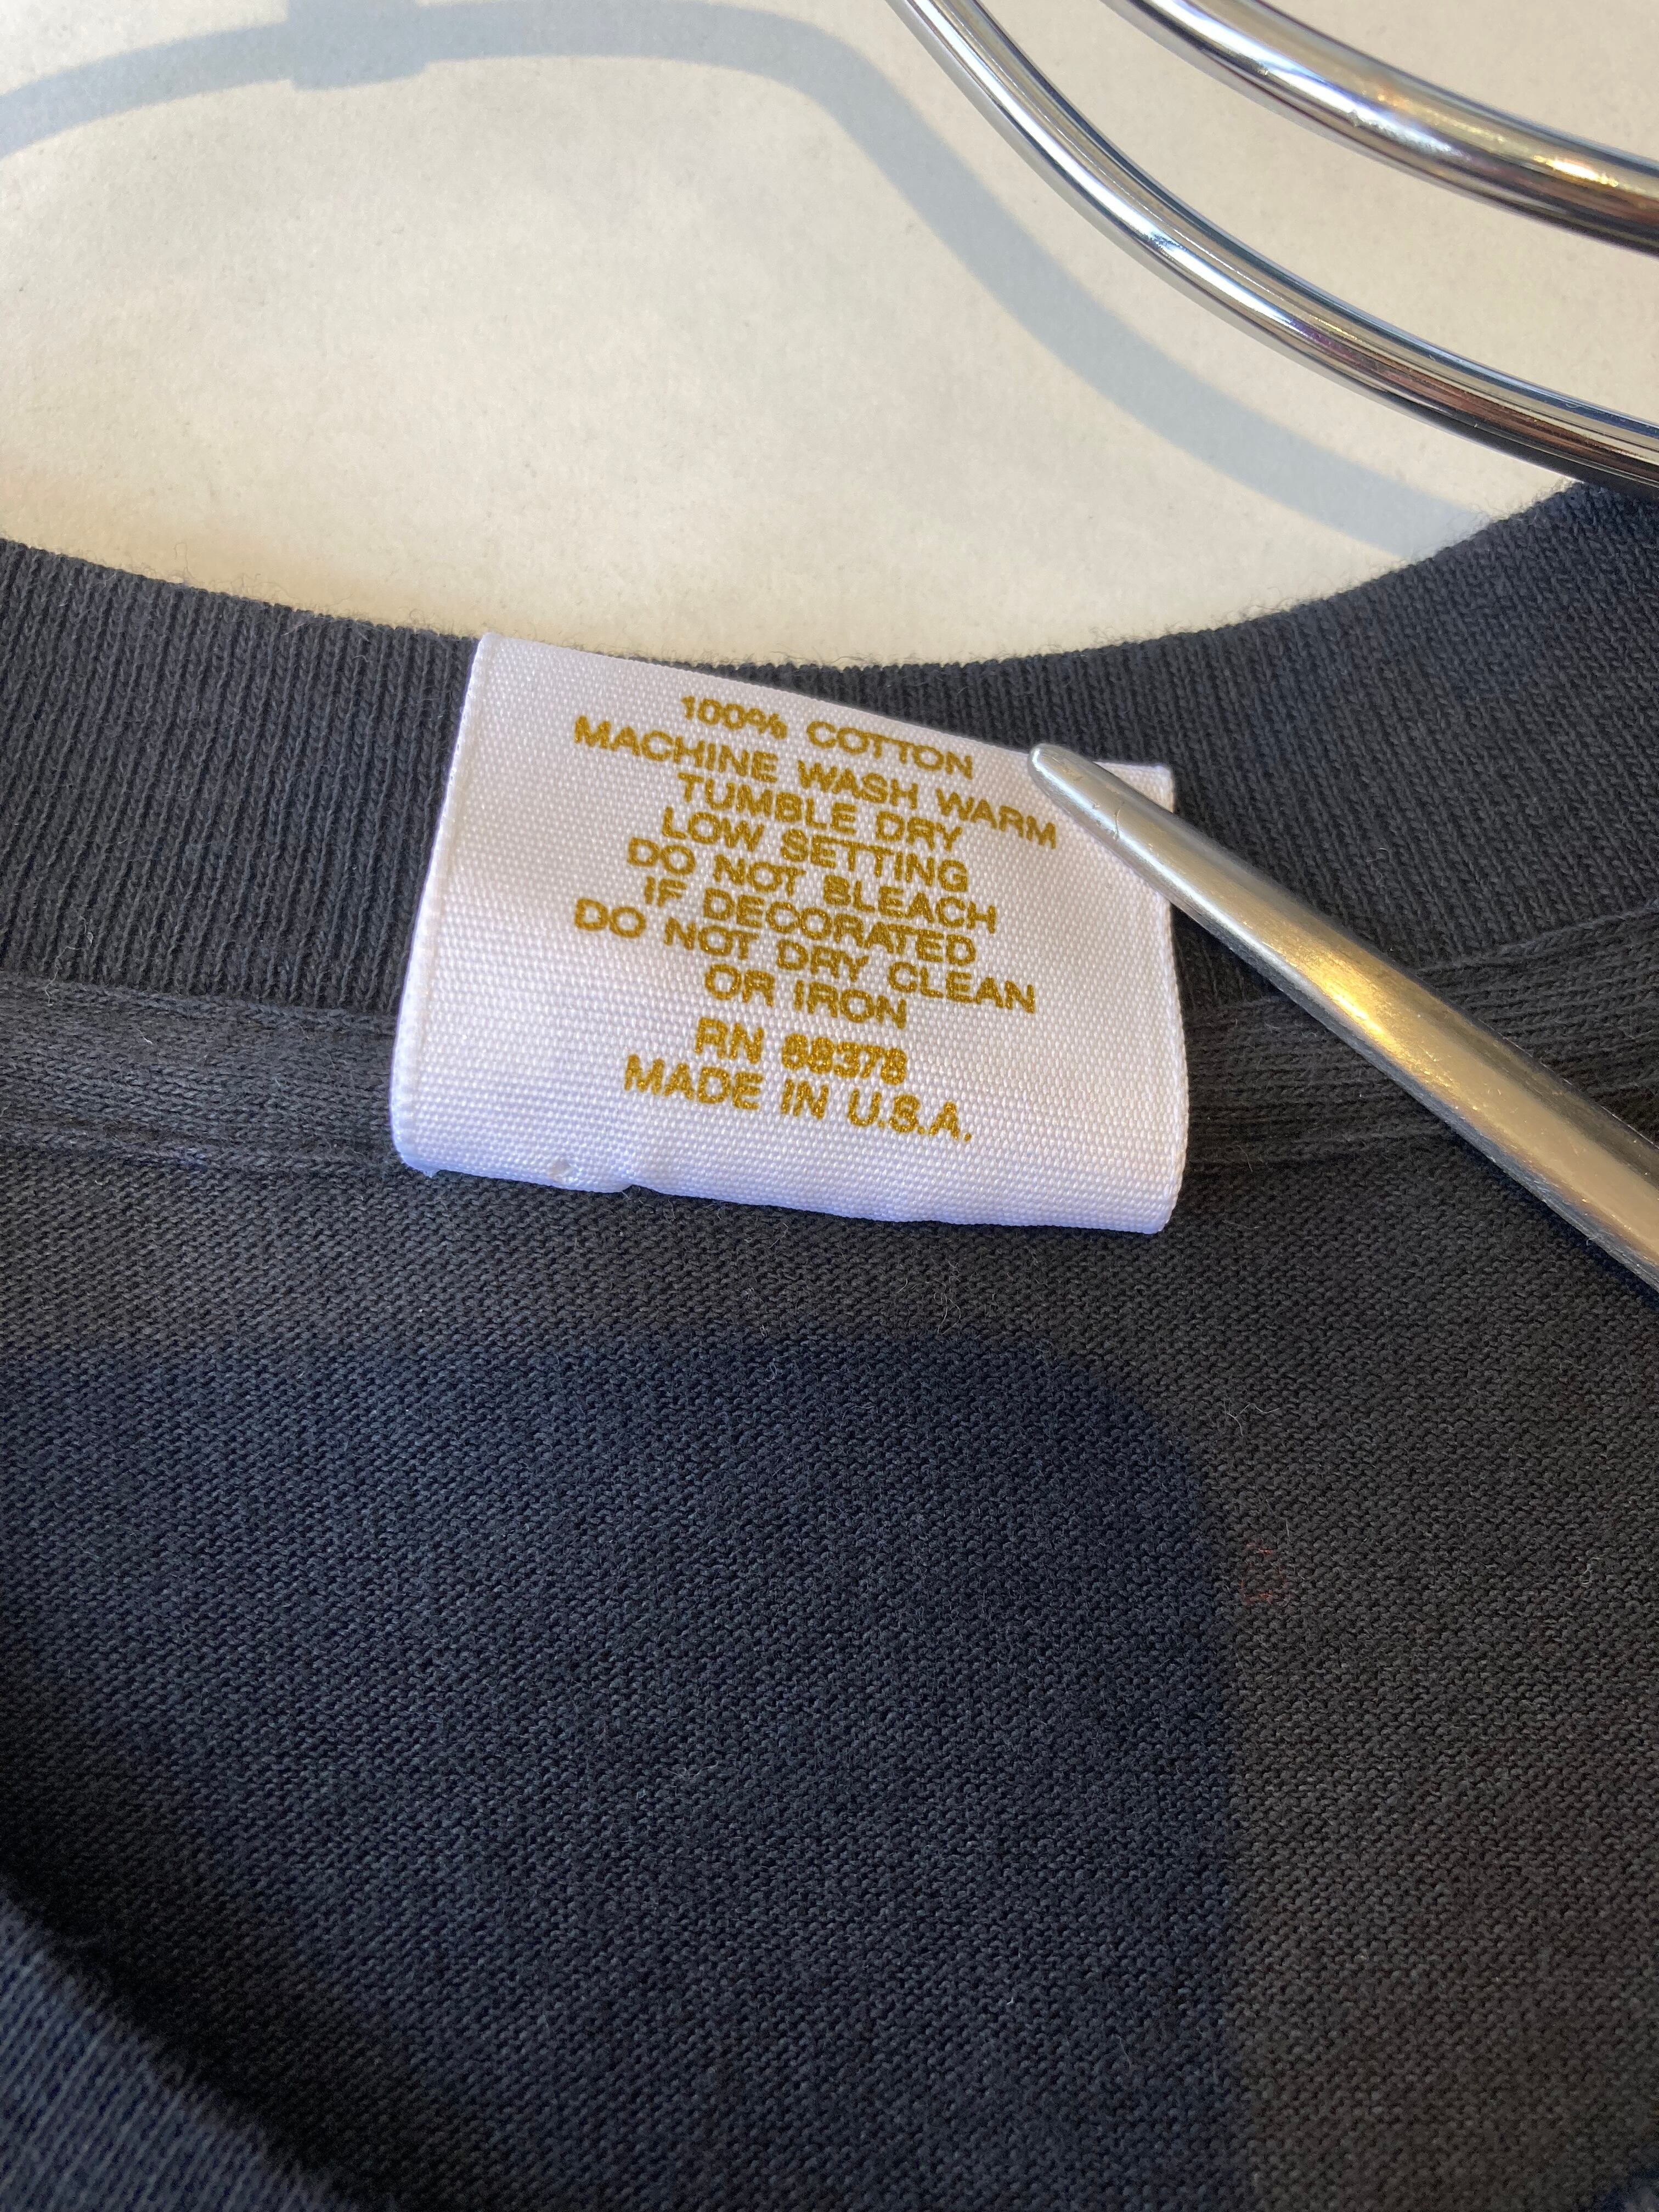 100% COTTON
MACHINE WASH WARM
TUMBLE DRY
LOW SETTING
DO NOT BLEACH
IF DECORATED
DO NOT DRY CLEAN
OR IRON
RN 68378
MADE IN U.S.A.